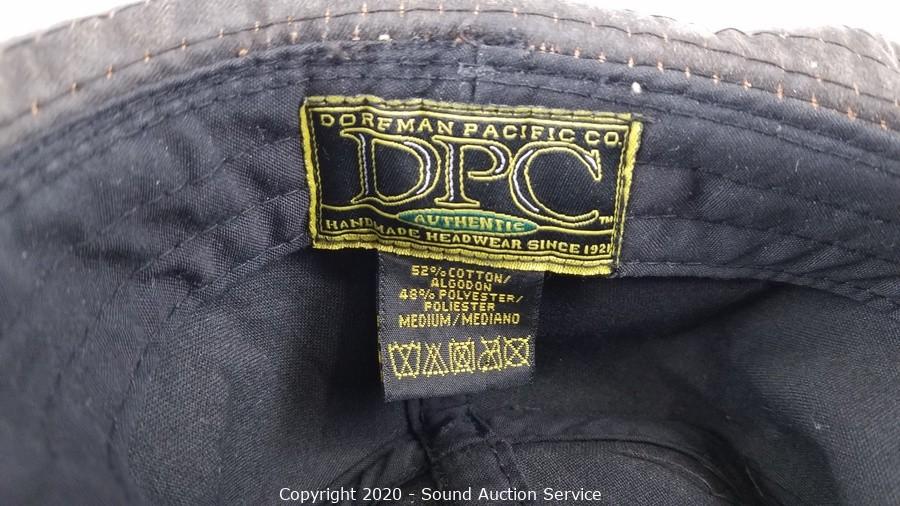 DORFMAN PACIFIC CO.
DPC™
AUTHENTIC
HANDMADE HEADWEAR SINCE 1921
52% COTTON/
ALGODON
48% POLYESTER/
POLIESTER
MEDIUM/MEDIANO
Copyright 2020 - Sound Auction Service